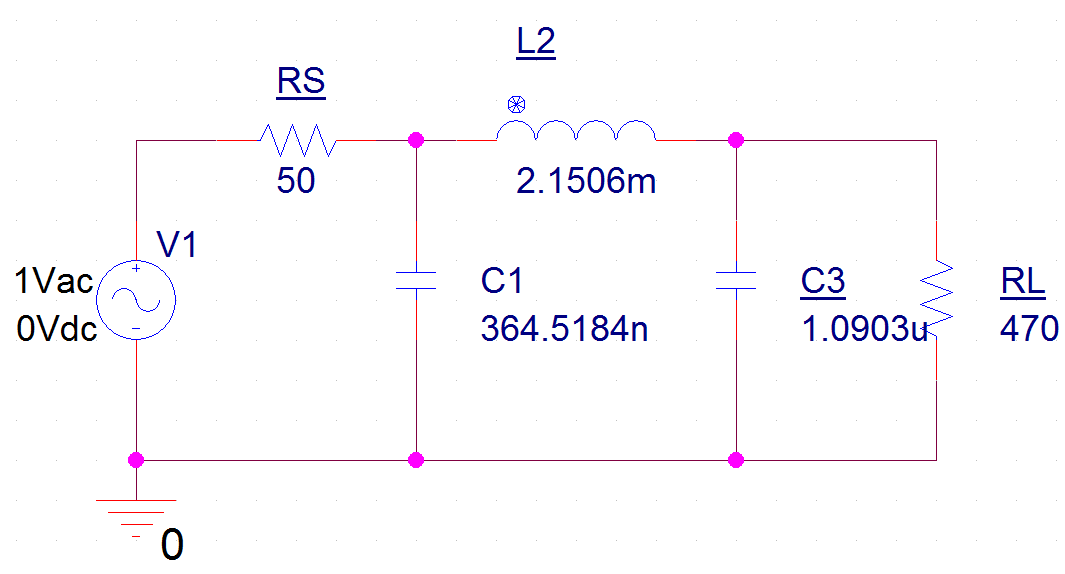 L2
RS
50
2.1506m
V1
1Vac
0Vdc
+
−
C1
364.5184n
C3
1.0903u
RL
470
0